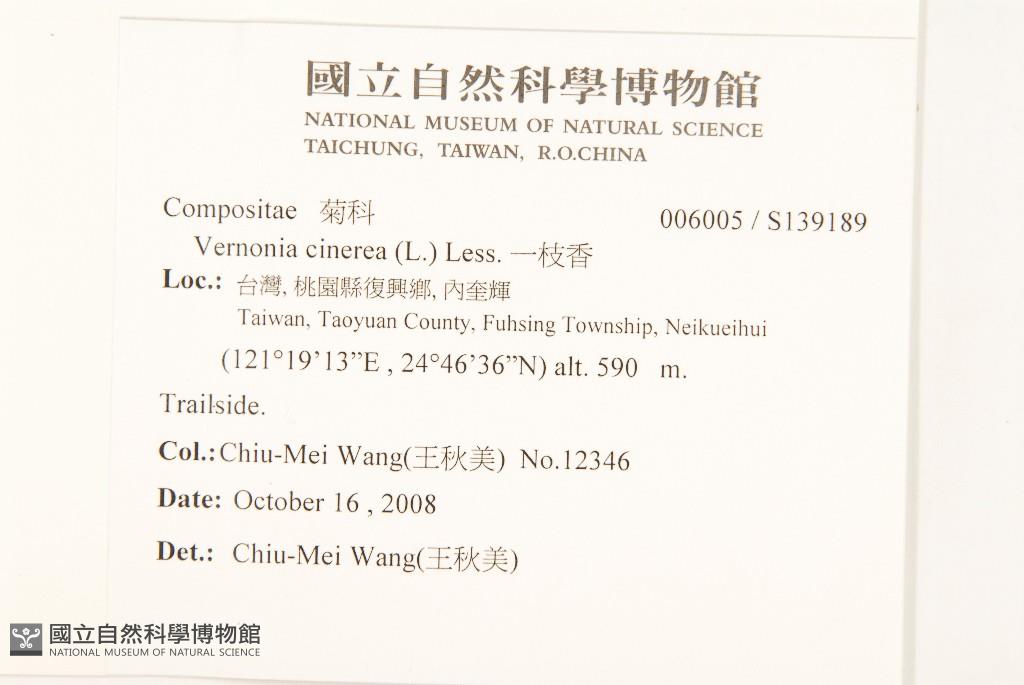 國立自然科學博物館
NATIONAL MUSEUM OF NATURAL SCIENCE
TAICHUNG, TAIWAN, R.O.CHINA
Compositae 菊科 006005 / S139189
Vernonia cinerea (L.) Less. 一枝香
Loc.: 台灣, 桃園縣復興鄉, 內奎輝
Taiwan, Taoyuan County, Fuhsing Township, Neikueihui
(121°19’13”E , 24°46’36”N) alt. 590 m.
Trail-side.
Col.: Chiu-Mei Wang(王秋美) No.12346
Date: October 16 , 2008
Det.: Chiu-Mei Wang(王秋美)
國立自然科學博物館
NATIONAL MUSEUM OF NATURAL SCIENCE